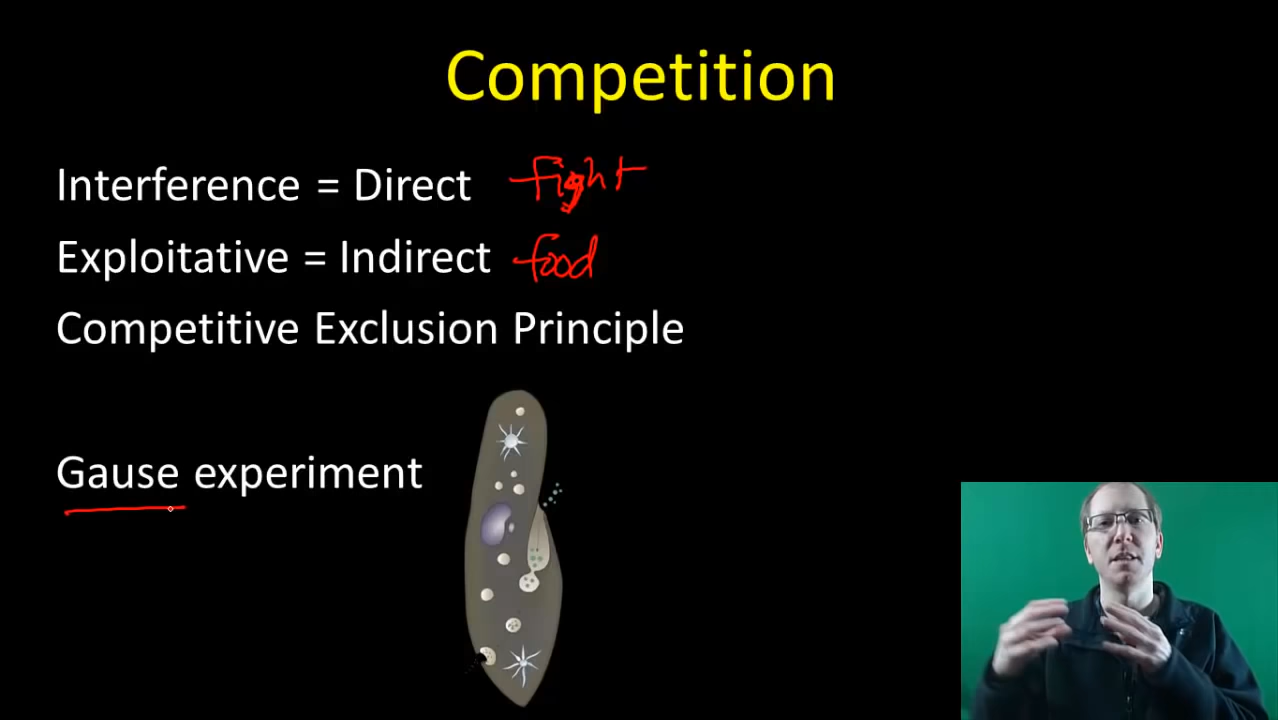 Competition
Interference = Direct fight
Exploitative = Indirect food
Competitive Exclusion Principle
Gause experiment